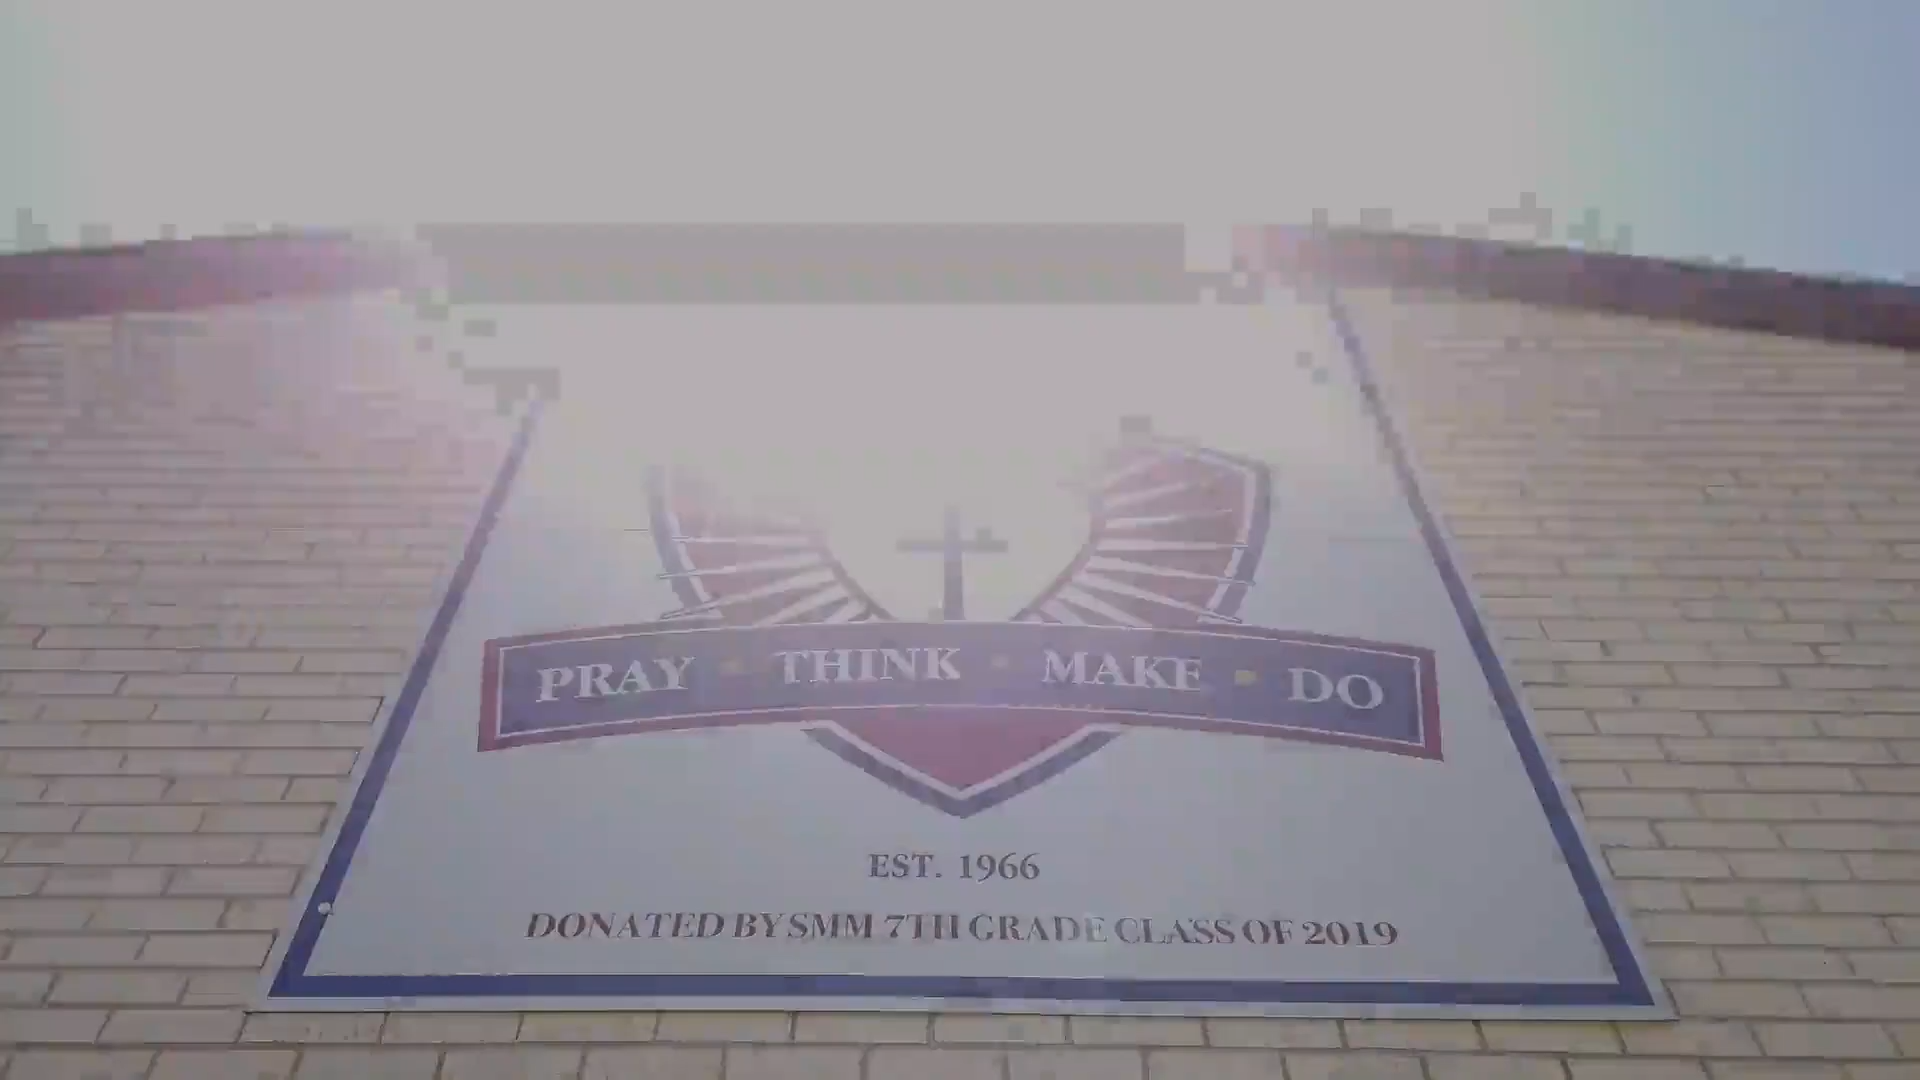 PRAY · THINK · MAKE · DO
EST. 1966
DONATED BY SMM 7TH GRADE CLASS OF 2019